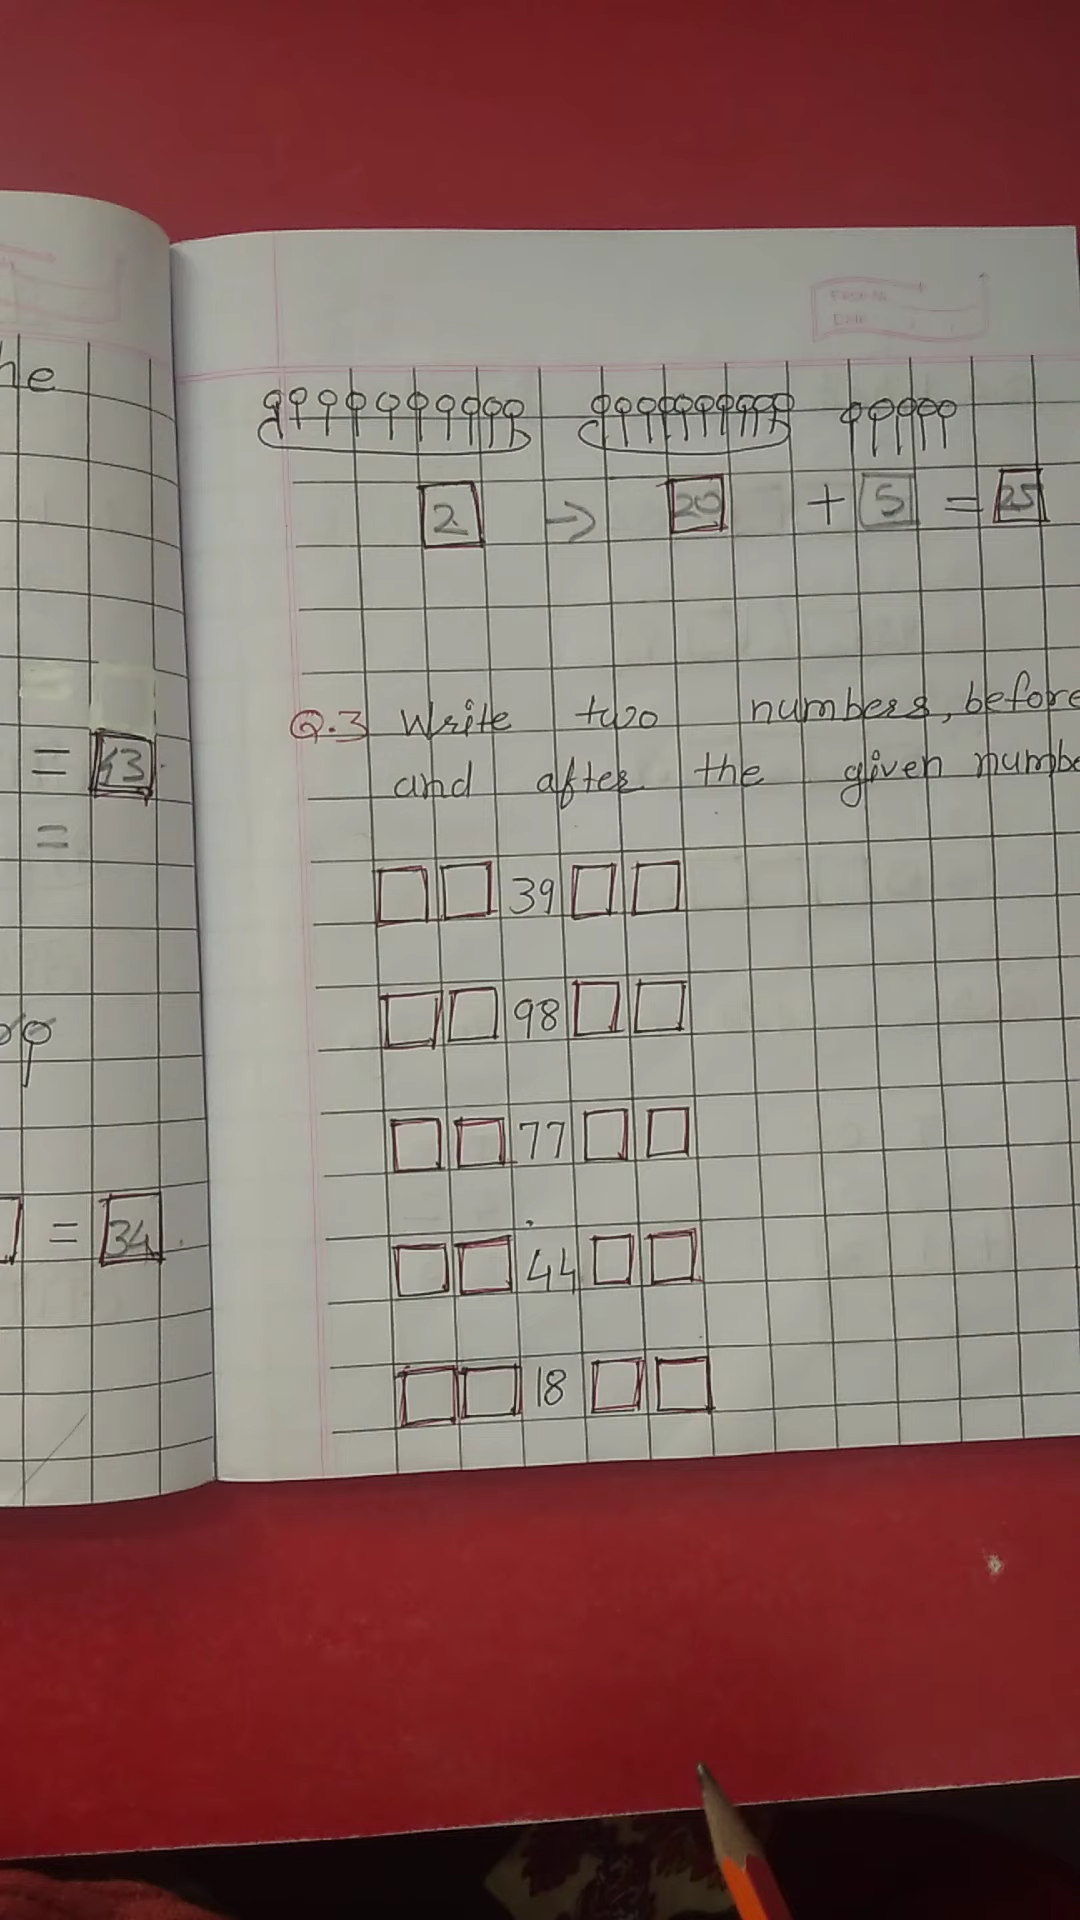 he
= 13
=
= 34
2 → 20 + 5 = 25
Q.3 Write two numbers, before
and after the given numbe
39
98
77
44
18